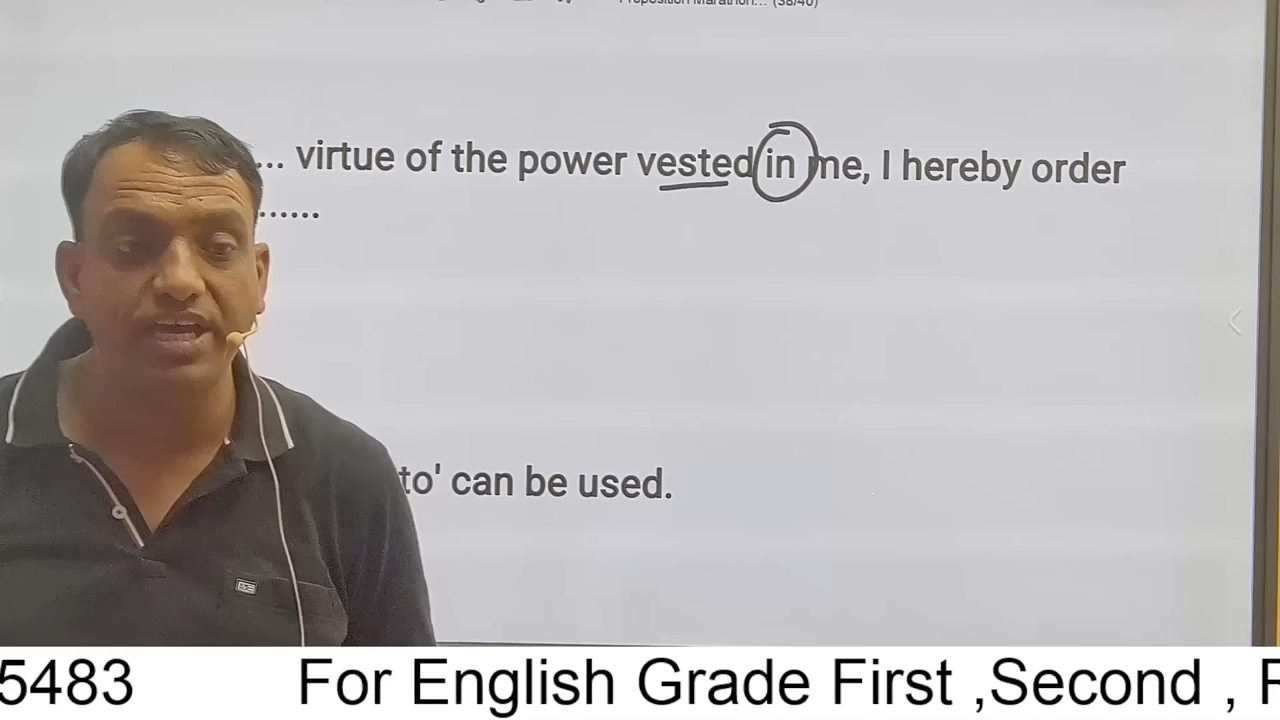 Preposition Marathon... (38/40)
... virtue of the power vested in me, I hereby order
......
to' can be used.
5483 For English Grade First ,Second ,